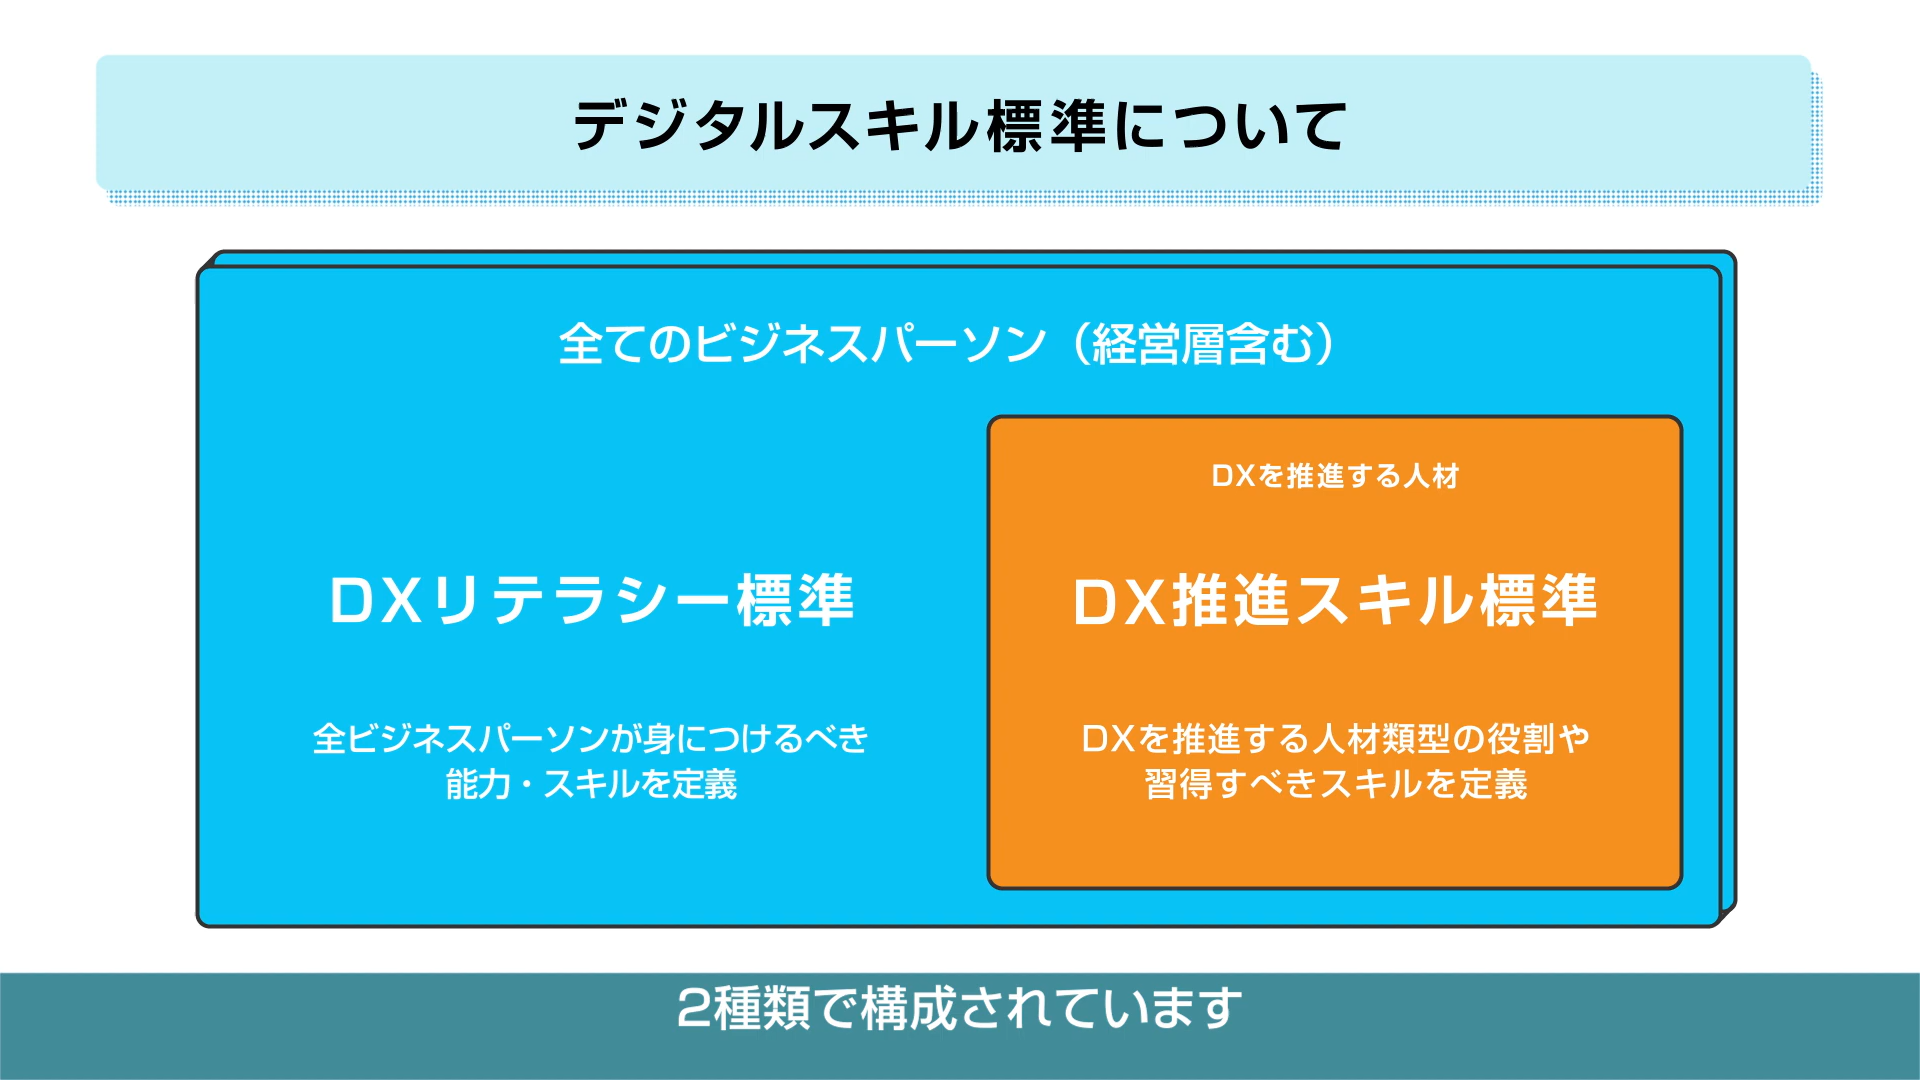 デジタルスキル標準について
全てのビジネスパーソン（経営層含む）
DXリテラシー標準
全ビジネスパーソンが身につけるべき
能力・スキルを定義
DXを推進する人材
DX推進スキル標準
DXを推進する人材類型の役割や
習得すべきスキルを定義
2種類で構成されています